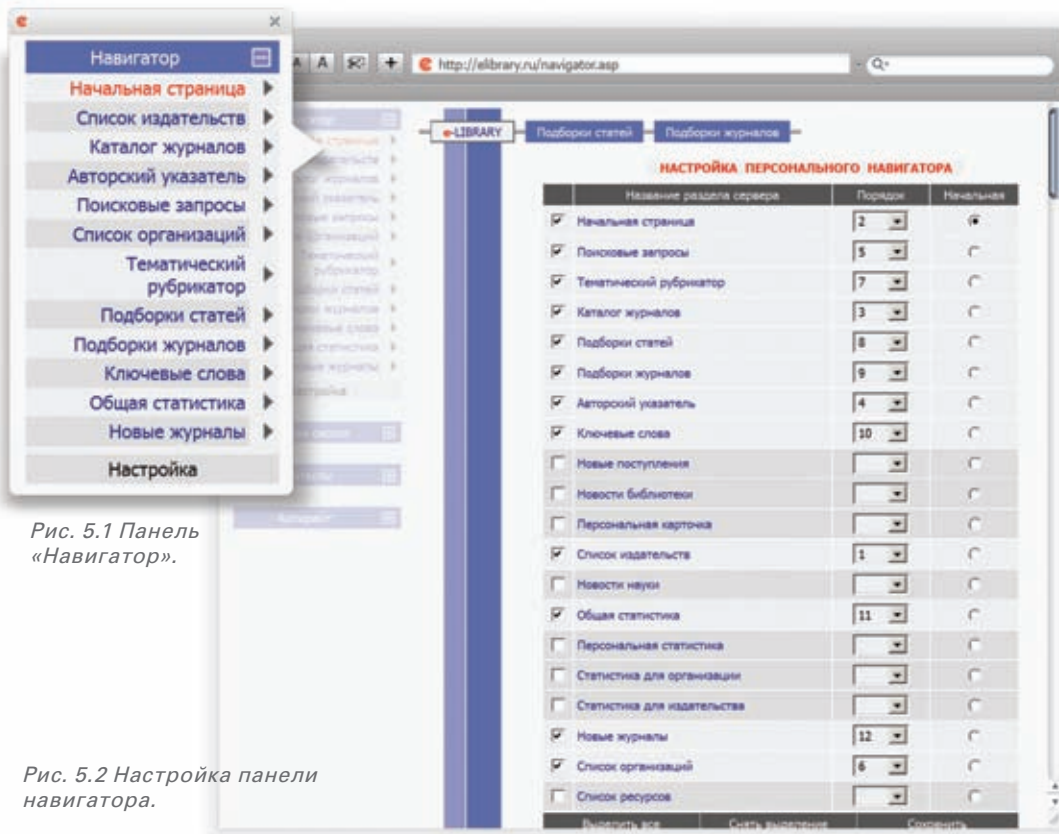 Навигатор
Начальная страница
Список издательств
Каталог журналов
Авторский указатель
Поисковые запросы
Список организаций
Тематический
рубрикатор
Подборки статей
Подборки журналов
Ключевые слова
Общая статистика
Новые журналы
Настройка
Рис. 5.1 Панель
«Навигатор».
http://elibrary.ru/navigator.asp
e-LIBRARY Подборки статей Подборки журналов
НАСТРОЙКА ПЕРСОНАЛЬНОГО НАВИГАТОРА
Название раздела сервера Порядок Начальная
Начальная страница 2
Поисковые запросы 5
Тематический рубрикатор 7
Каталог журналов 3
Подборки статей 8
Подборки журналов 9
Авторский указатель 4
Ключевые слова 10
Новые поступления
Новости библиотеки
Персональная карточка
Список издательств 1
Новости науки
Общая статистика 11
Персональная статистика
Статистика для организации
Статистика для издательства
Новые журналы 12
Список организаций 6
Список ресурсов
Выделить все Снять выделение Сохранить
Рис. 5.2 Настройка панели
навигатора.